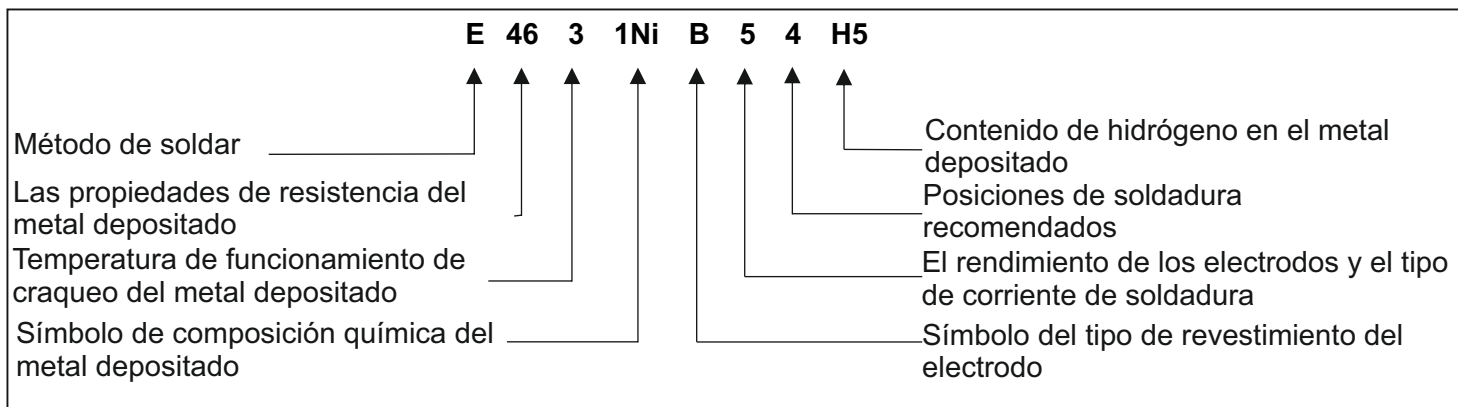 E 46 3 1Ni B 5 4 H5
Método de soldar
Las propiedades de resistencia del
metal depositado
Temperatura de funcionamiento de
craqueo del metal depositado
Símbolo de composición química del
metal depositado
Contenido de hidrógeno en el metal
depositado
Posiciones de soldadura
recomendados
El rendimiento de los electrodos y el tipo
de corriente de soldadura
Símbolo del tipo de revestimiento del
electrodo